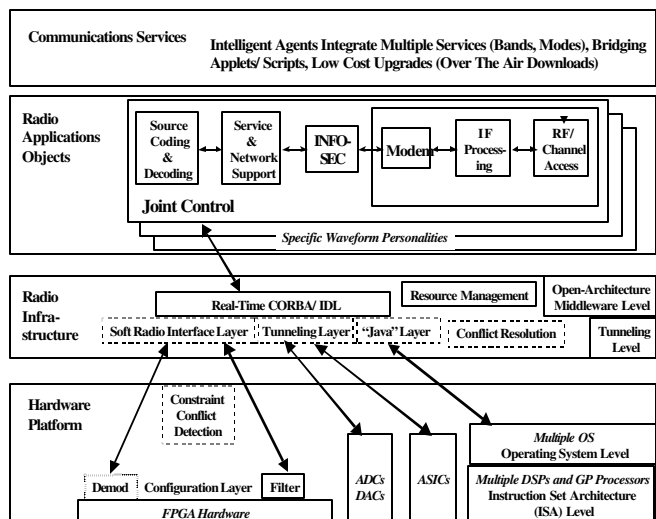 Communications Services
Intelligent Agents Integrate Multiple Services (Bands, Modes), Bridging
Applets/ Scripts, Low Cost Upgrades (Over The Air Downloads)
Radio
Applications
Objects
Source
Coding
&
Decoding
Service
&
Network
Support
INFO-
SEC
Modem
IF
Process-
ing
RF/
Channel
Access
Joint Control
Specific Waveform Personalities
Radio
Infra-
structure
Real-Time CORBA/ IDL
Resource Management
Open-Architecture
Middleware Level
Soft Radio Interface Layer
Tunneling Layer
“Java” Layer
Conflict Resolution
Tunneling
Level
Hardware
Platform
Constraint
Conflict
Detection
Demod
Configuration Layer
Filter
FPGA Hardware
ADCs
DACs
ASICs
Multiple OS
Operating System Level
Multiple DSPs and GP Processors
Instruction Set Architecture
(ISA) Level